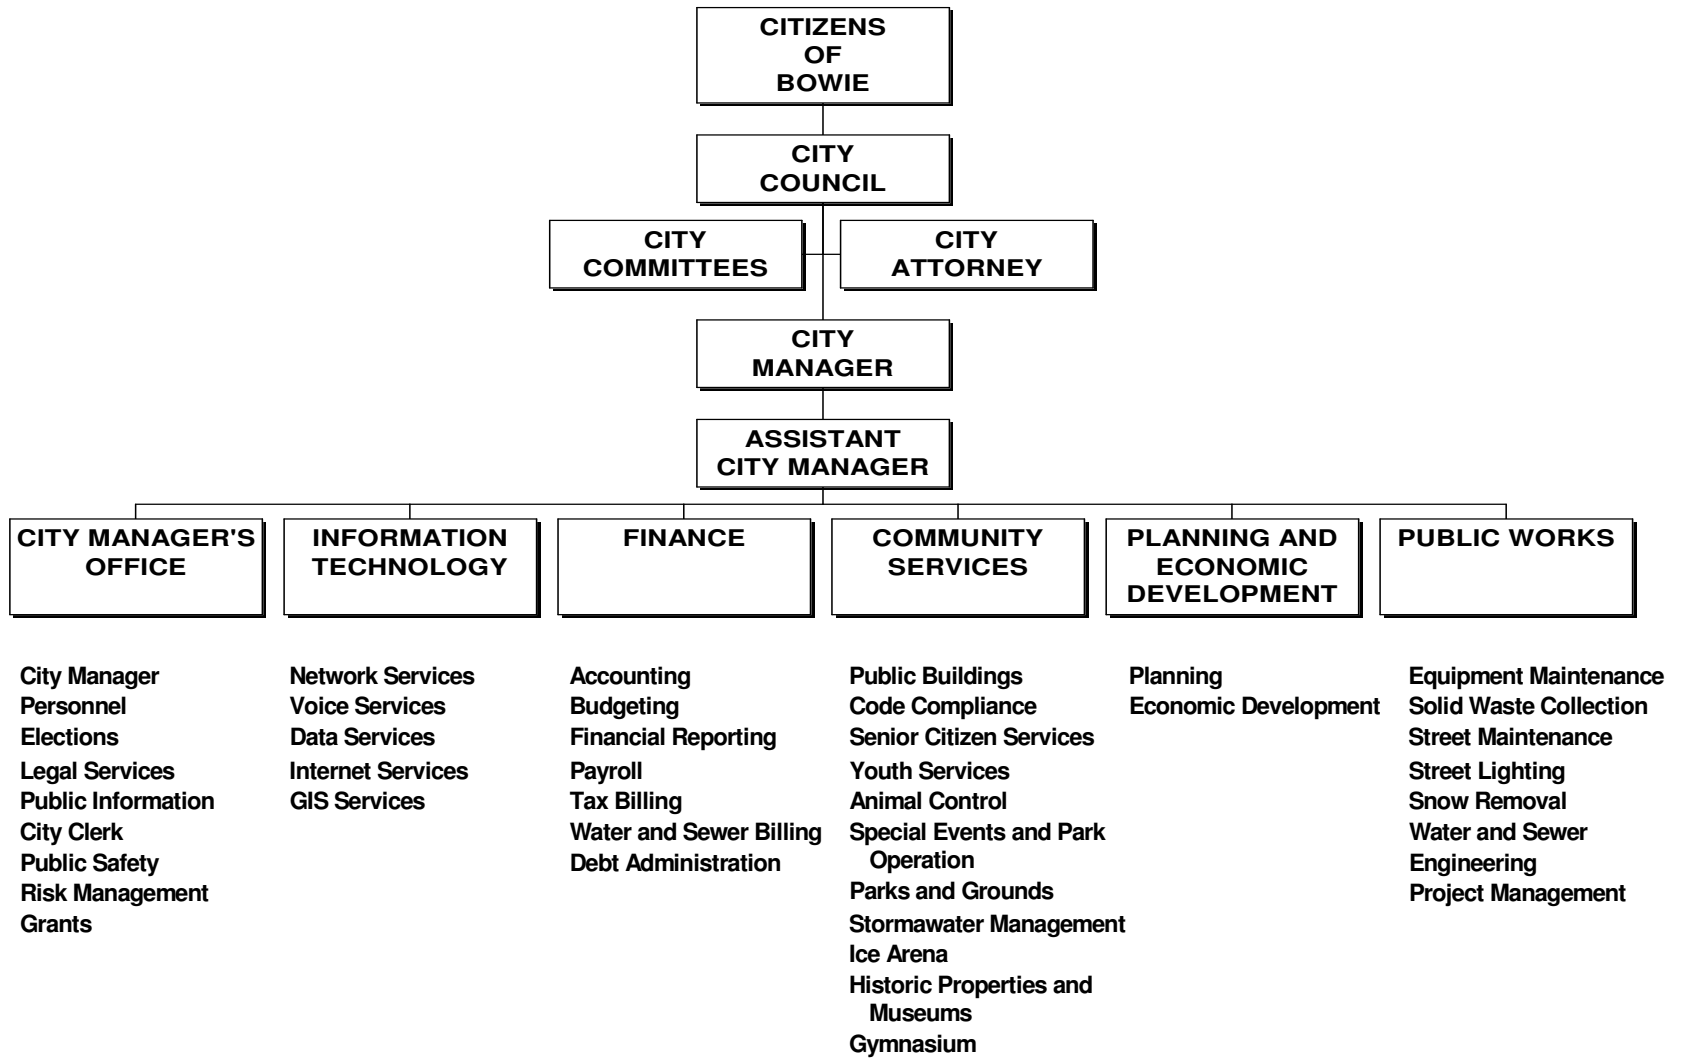 CITIZENS
OF
BOWIE
CITY
COUNCIL
CITY
COMMITTEES
CITY
ATTORNEY
CITY
MANAGER
ASSISTANT
CITY MANAGER
CITY MANAGER'S
OFFICE
INFORMATION
TECHNOLOGY
FINANCE
COMMUNITY
SERVICES
PLANNING AND
ECONOMIC
DEVELOPMENT
PUBLIC WORKS
City Manager
Personnel
Elections
Legal Services
Public Information
City Clerk
Public Safety
Risk Management
Grants
Network Services
Voice Services
Data Services
Internet Services
GIS Services
Accounting
Budgeting
Financial Reporting
Payroll
Tax Billing
Water and Sewer Billing
Debt Administration
Public Buildings
Code Compliance
Senior Citizen Services
Youth Services
Animal Control
Special Events and Park
Operation
Parks and Grounds
Stormawater Management
Ice Arena
Historic Properties and
Museums
Gymnasium
Planning
Economic Development
Equipment Maintenance
Solid Waste Collection
Street Maintenance
Street Lighting
Snow Removal
Water and Sewer
Engineering
Project Management